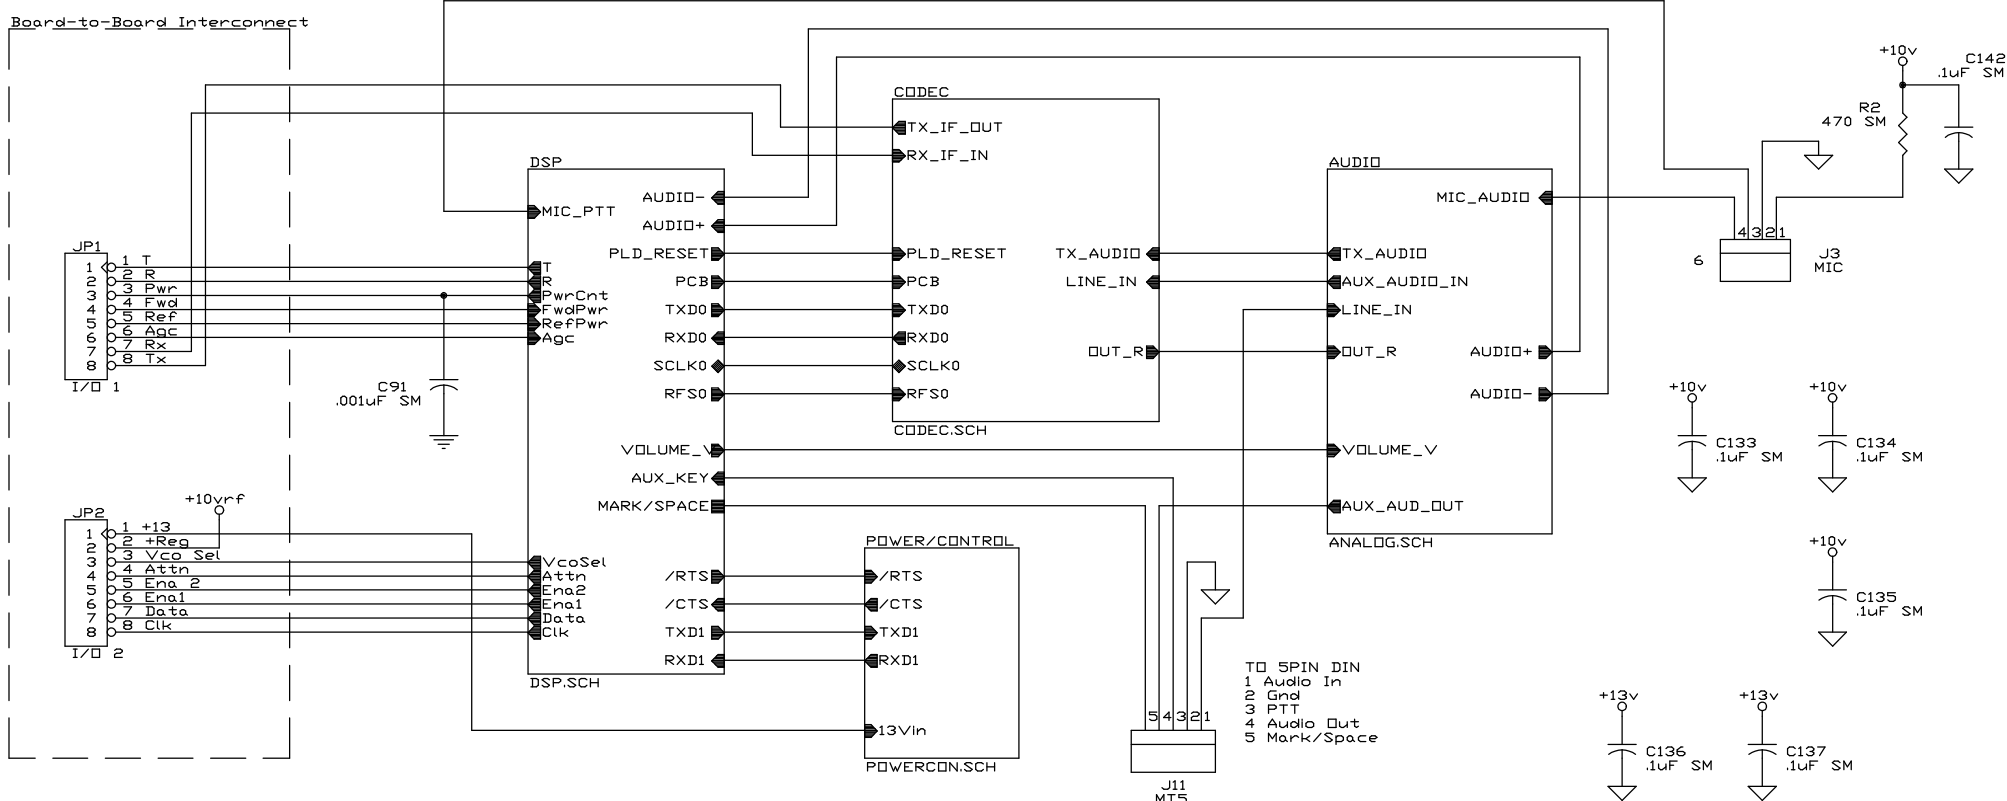 Board-to-Board Interconnect
JP1
1
2
3
4
5
6
7
8
1 T
2 R
3 Pwr
4 Fwd
5 Ref
6 Agc
7 Rx
8 Tx
I/O 1
C91
.001uF SM
JP2
1
2
3
4
5
6
7
8
+10vrf
1 +13
2 +Reg
3 Vco Sel
4 Attn
5 Ena 2
6 Ena1
7 Data
8 Clk
I/O 2
DSP
MIC_PTT
T
R
PwrCnt
FwdPwr
RefPwr
Agc
VcoSel
Attn
Ena2
Ena1
Data
Clk
AUDIO-
AUDIO+
PLD_RESET
PCB
TXD0
RXD0
SCLK0
RFS0
VOLUME_V
AUX_KEY
MARK/SPACE
/RTS
/CTS
TXD1
RXD1
DSP.SCH
CODEC
TX_IF_OUT
RX_IF_IN
PLD_RESET
PCB
TXD0
RXD0
SCLK0
RFS0
TX_AUDIO
LINE_IN
OUT_R
CODEC.SCH
POWER/CONTROL
/RTS
/CTS
TXD1
RXD1
13Vin
POWERCON.SCH
AUDIO
MIC_AUDIO
TX_AUDIO
AUX_AUDIO_IN
LINE_IN
OUT_R
AUDIO+
AUDIO-
VOLUME_V
AUX_AUD_OUT
ANALOG.SCH
5 4 3 2 1
J11
MT5
TO 5PIN DIN
1 Audio In
2 Gnd
3 PTT
4 Audio Out
5 Mark/Space
+10v
C142
.1uF SM
R2
470 SM
4 3 2 1
6
J3
MIC
+10v
C133
.1uF SM
+10v
C134
.1uF SM
+10v
C135
.1uF SM
+13v
C136
.1uF SM
+13v
C137
.1uF SM